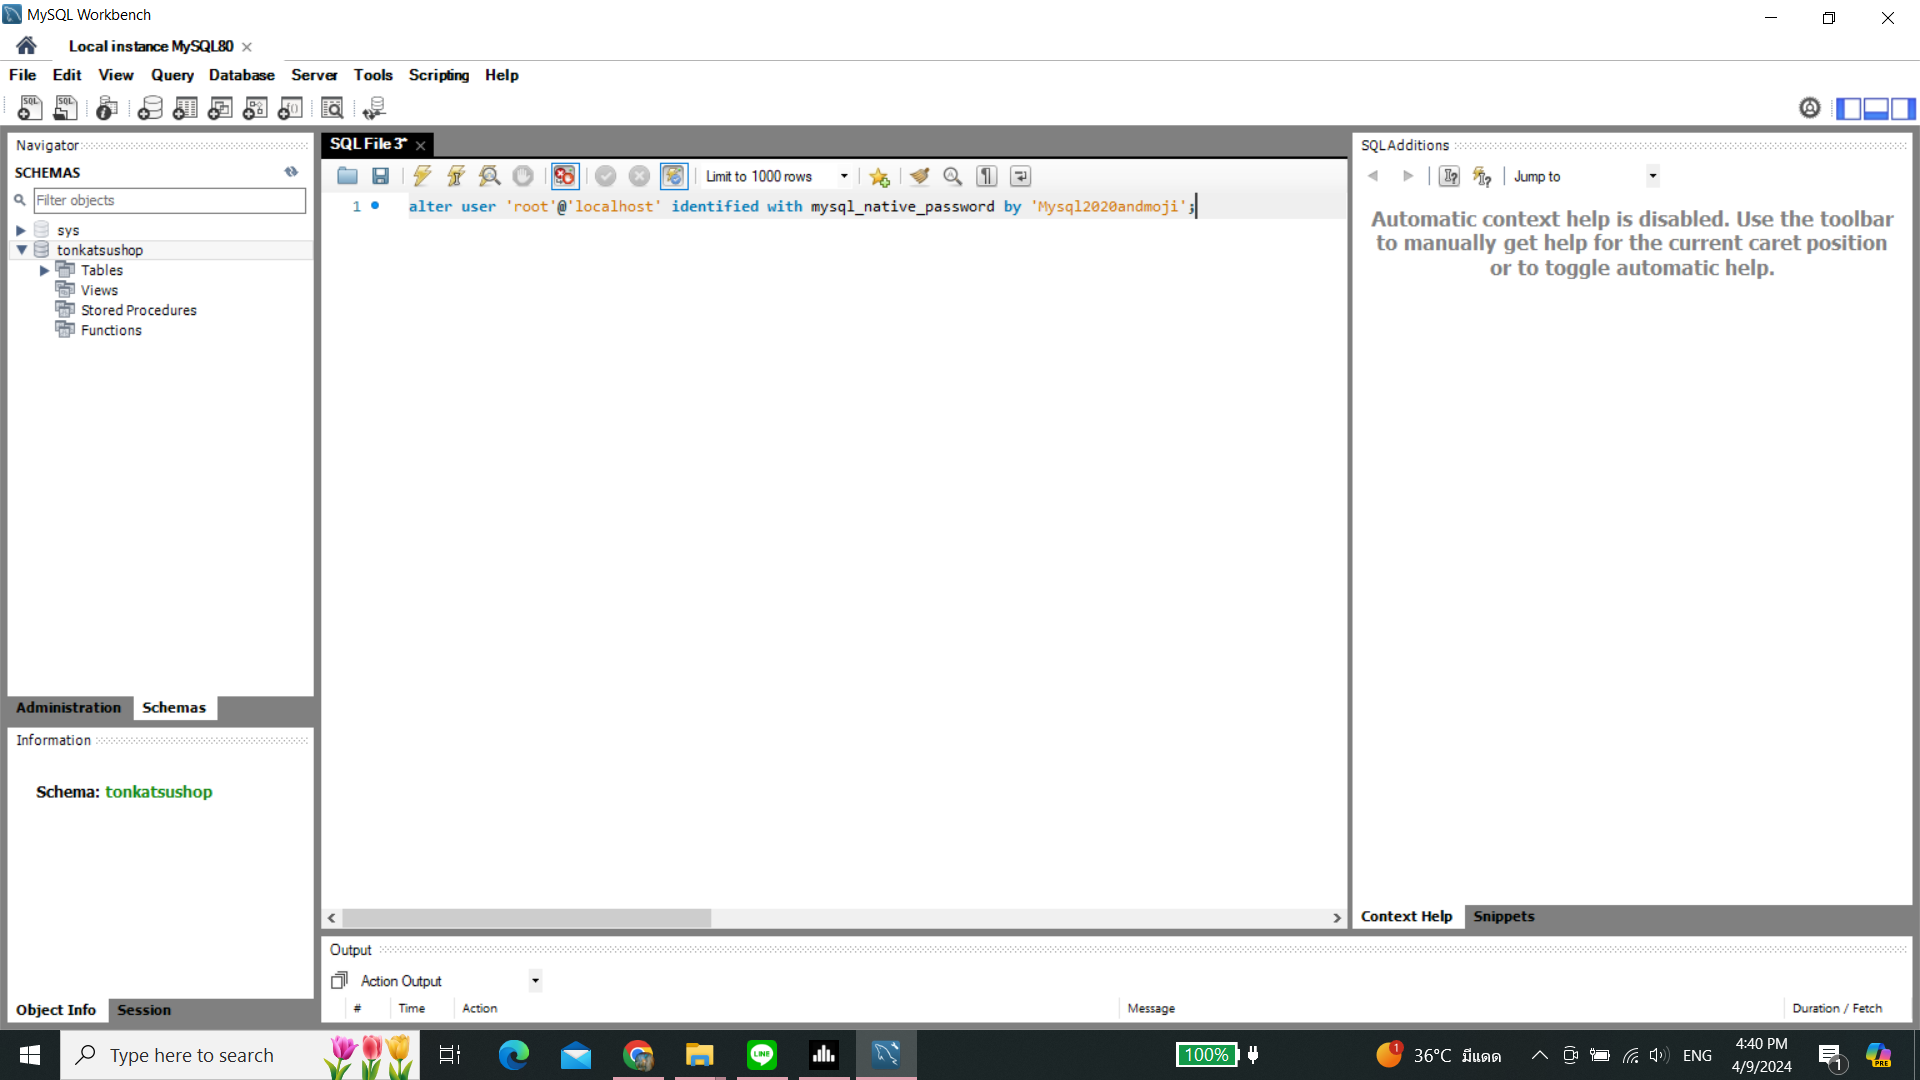 MySQL Workbench
Local instance MySQL80
File Edit View Query Database Server Tools Scripting Help
Navigator
SCHEMAS
Filter objects
sys
tonkatsushop
Tables
Views
Stored Procedures
Functions
Administration Schemas
Information
Schema: tonkatsushop
Object Info Session
SQL File 3*
Limit to 1000 rows
1 alter user 'root'@'localhost' identified with mysql_native_password by 'Mysql2020andmoji';
SQLAdditions
Jump to
Automatic context help is disabled. Use the toolbar
to manually get help for the current caret position
or to toggle automatic help.
Context Help Snippets
Output
Action Output
# Time Action Message Duration / Fetch
Type here to search
LINE
100%
1
36°C มีแดด
ENG
4:40 PM
4/9/2024
1
PRE